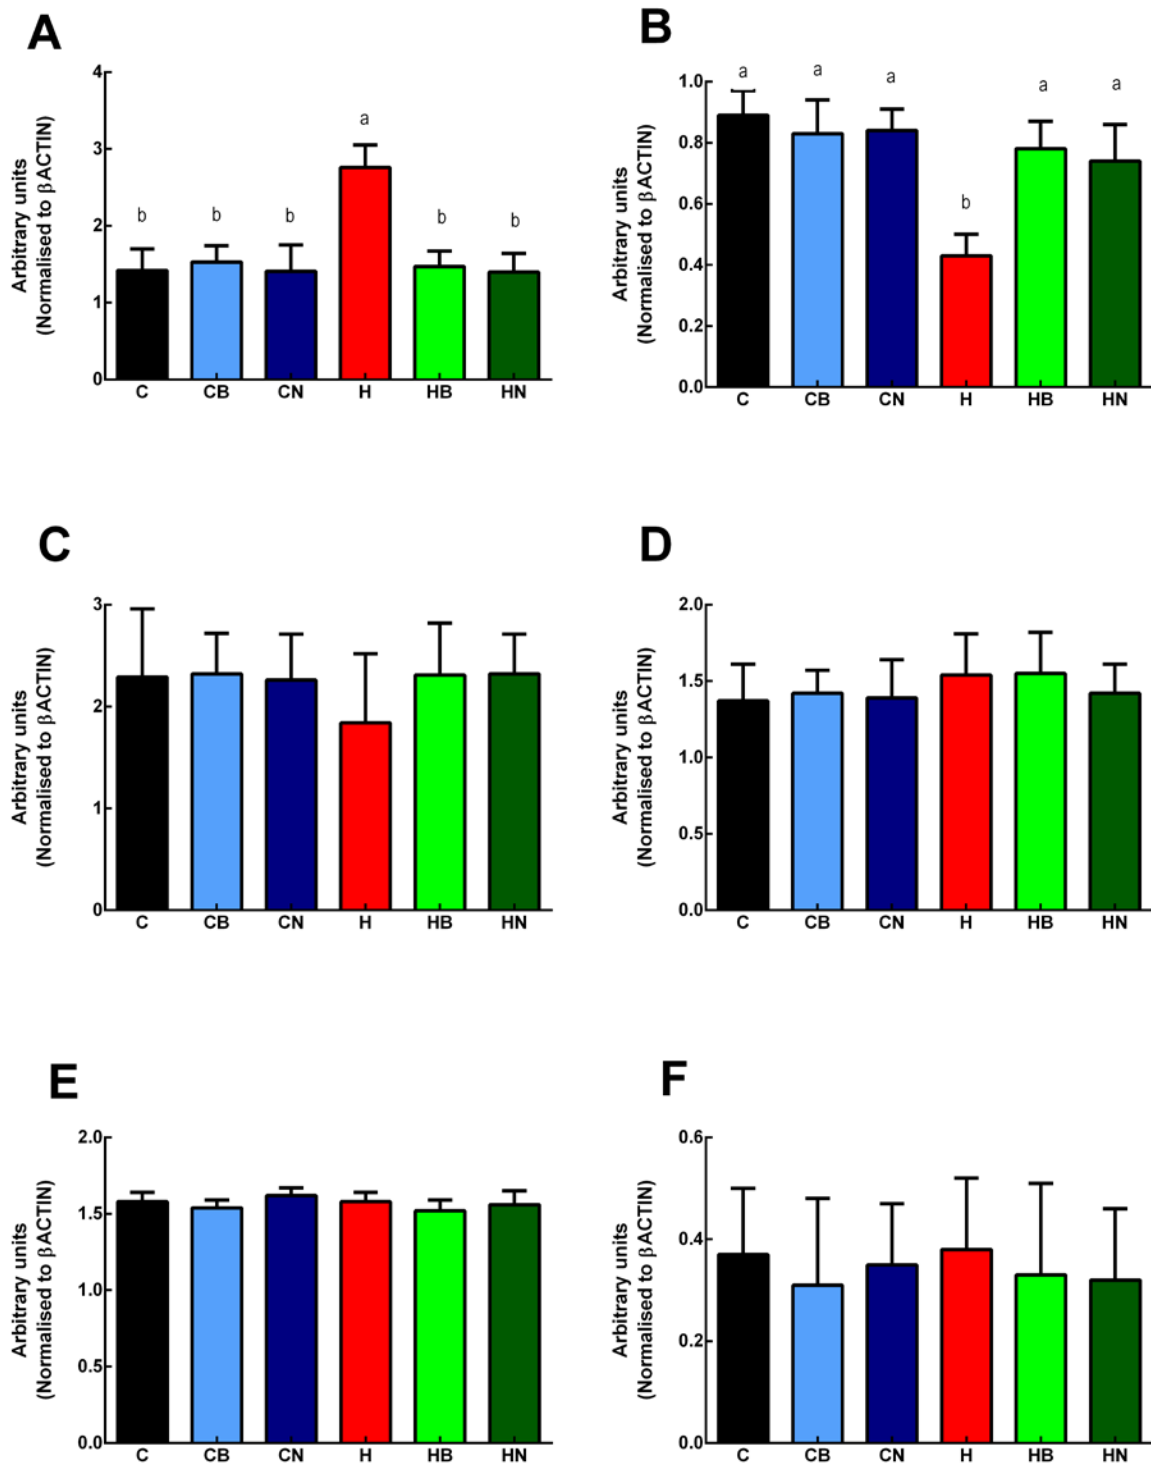 A
4
3
2
1
0
Arbitrary units
(Normalised to βACTIN)
b b b a b b
C CB CN H HB HN
B
1.0
0.8
0.6
0.4
0.2
0.0
Arbitrary units
(Normalised to βACTIN)
a a a b a a
C CB CN H HB HN
C
3
2
1
0
Arbitrary units
(Normalised to βACTIN)
C CB CN H HB HN
D
2.0
1.5
1.0
0.5
0.0
Arbitrary units
(Normalised to βACTIN)
C CB CN H HB HN
E
2.0
1.5
1.0
0.5
0.0
Arbitrary units
(Normalised to βACTIN)
C CB CN H HB HN
F
0.6
0.4
0.2
0.0
Arbitrary units
(Normalised to βACTIN)
C CB CN H HB HN